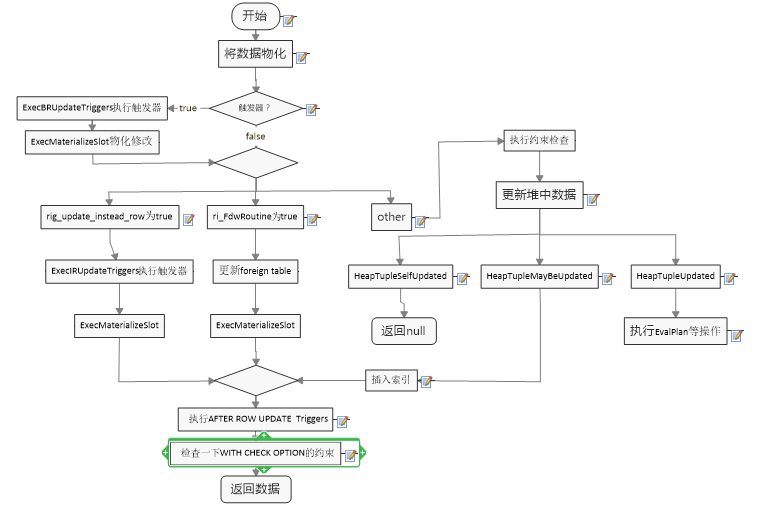 开始
将数据物化
触发器？
true
ExecBRUpdateTriggers执行触发器
ExecMaterializeSlot物化修改
false
执行约束检查
更新堆中数据
rig_update_instead_row为true
ri_FdwRoutine为true
other
ExecIRUpdateTriggers执行触发器
更新foreign table
HeapTupleSelfUpdated
HeapTupleMayBeUpdated
HeapTupleUpdated
ExecMaterializeSlot
ExecMaterializeSlot
返回null
执行EvalPlan等操作
插入索引
执行AFTER ROW UPDATE Triggers
检查一下WITH CHECK OPTION的约束
返回数据